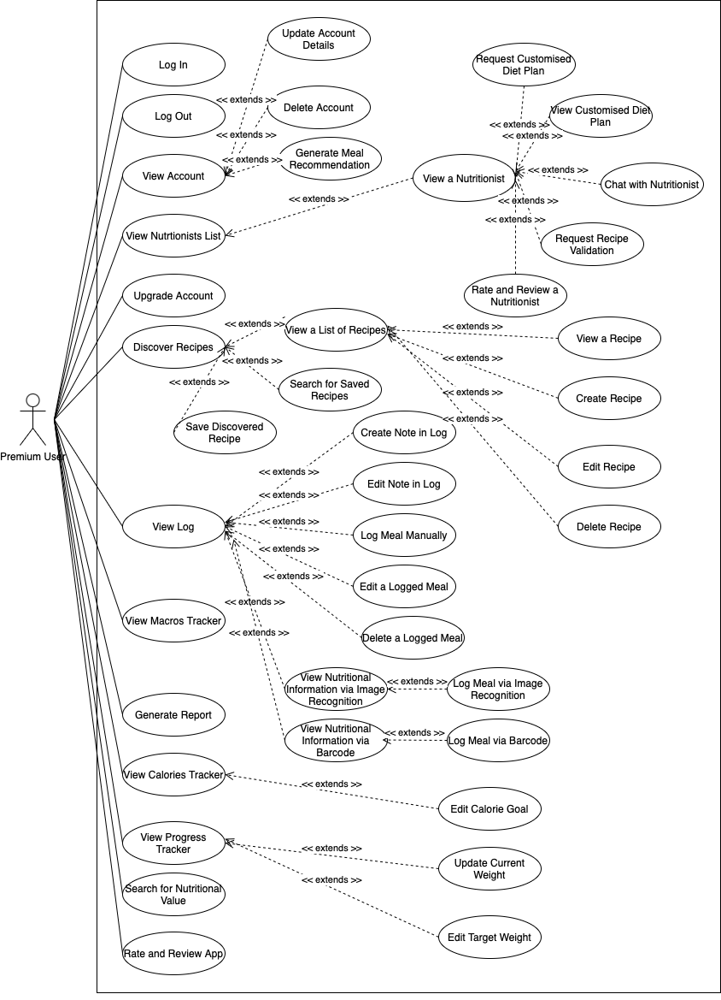 Update Account
Details
Log In
Request Customised
Diet Plan
<< extends >>
Delete Account
Log Out
View Customised Diet
Plan
<< extends >>
<< extends >>
<< extends >>
<< extends >>
Generate Meal
Recommendation
View Account
View a Nutritionist
<< extends >>
Chat with Nutritionist
<< extends >>
<< extends >>
<< extends >>
View Nutrtionists List
Request Recipe
Validation
Upgrade Account
Rate and Review a
Nutritionist
<< extends >>
View a List of Recipes
<< extends >>
View a Recipe
Discover Recipes
<< extends >>
<< extends >>
<< extends >>
Search for Saved
Recipes
<< extends >>
Create Recipe
<< extends >>
Save Discovered
Recipe
Create Note in Log
Premium User
Edit Recipe
<< extends >>
Edit Note in Log
<< extends >>
View Log
<< extends >>
Log Meal Manually
Delete Recipe
<< extends >>
<< extends >>
Edit a Logged Meal
<< extends >>
View Macros Tracker
<< extends >>
Delete a Logged Meal
View Nutritional
Information via Image
Recognition
<< extends >>
Log Meal via Image
Recognition
Generate Report
View Nutritional
Information via
Barcode
<< extends >>
Log Meal via Barcode
View Calories Tracker
<< extends >>
Edit Calorie Goal
View Progress
Tracker
<< extends >>
Update Current
Weight
<< extends >>
Search for Nutritional
Value
Edit Target Weight
Rate and Review App